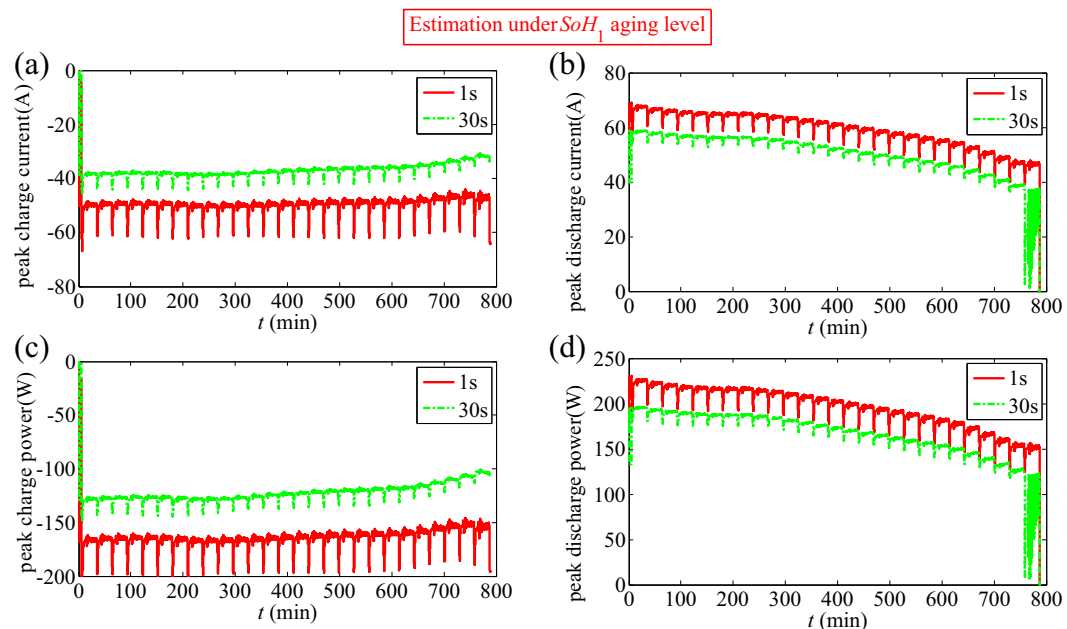 Estimation under SoH1 aging level
(a)
peak charge current(A)
0
-20
-40
-60
-80
1s
30s
0 100 200 300 400 500 600 700 800
t (min)
(b)
peak discharge current(A)
80
60
40
20
0
1s
30s
0 100 200 300 400 500 600 700 800
t (min)
(c)
peak charge power(W)
0
-50
-100
-150
-200
1s
30s
0 100 200 300 400 500 600 700 800
t (min)
(d)
peak discharge power(W)
250
200
150
100
50
0
1s
30s
0 100 200 300 400 500 600 700 800
t (min)